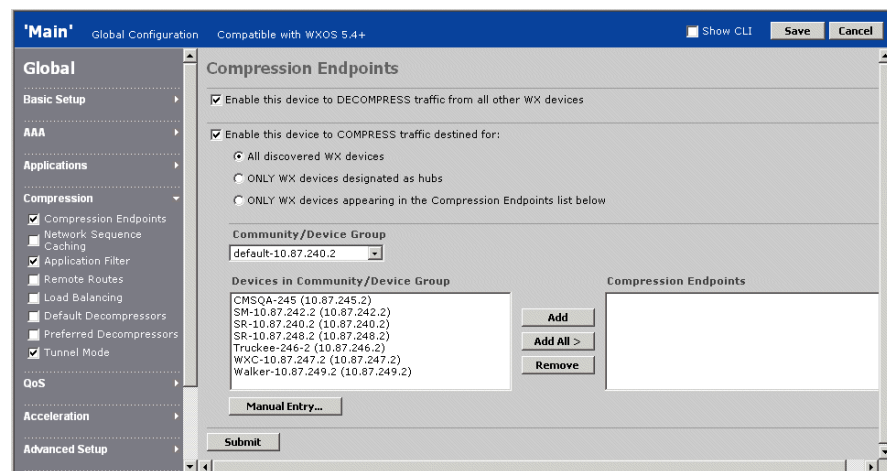 'Main' Global Configuration Compatible with WXOS 5.4+ Show CLI Save Cancel
Global
Basic Setup
AAA
Applications
Compression
Compression Endpoints
Network Sequence
Caching
Application Filter
Remote Routes
Load Balancing
Default Decompressors
Preferred Decompressors
Tunnel Mode
QoS
Acceleration
Advanced Setup
Compression Endpoints
Enable this device to DECOMPRESS traffic from all other WX devices
Enable this device to COMPRESS traffic destined for:
All discovered WX devices
ONLY WX devices designated as hubs
ONLY WX devices appearing in the Compression Endpoints list below
Community/Device Group
default-10.87.240.2
Devices in Community/Device Group
CMSQA-245 (10.87.245.2)
SM-10.87.242.2 (10.87.242.2)
SR-10.87.240.2 (10.87.240.2)
SR-10.87.248.2 (10.87.248.2)
Truckee-246-2 (10.87.246.2)
WXC-10.87.247.2 (10.87.247.2)
Walker-10.87.249.2 (10.87.249.2)
Add
Add All >
Remove
Compression Endpoints
Manual Entry...
Submit